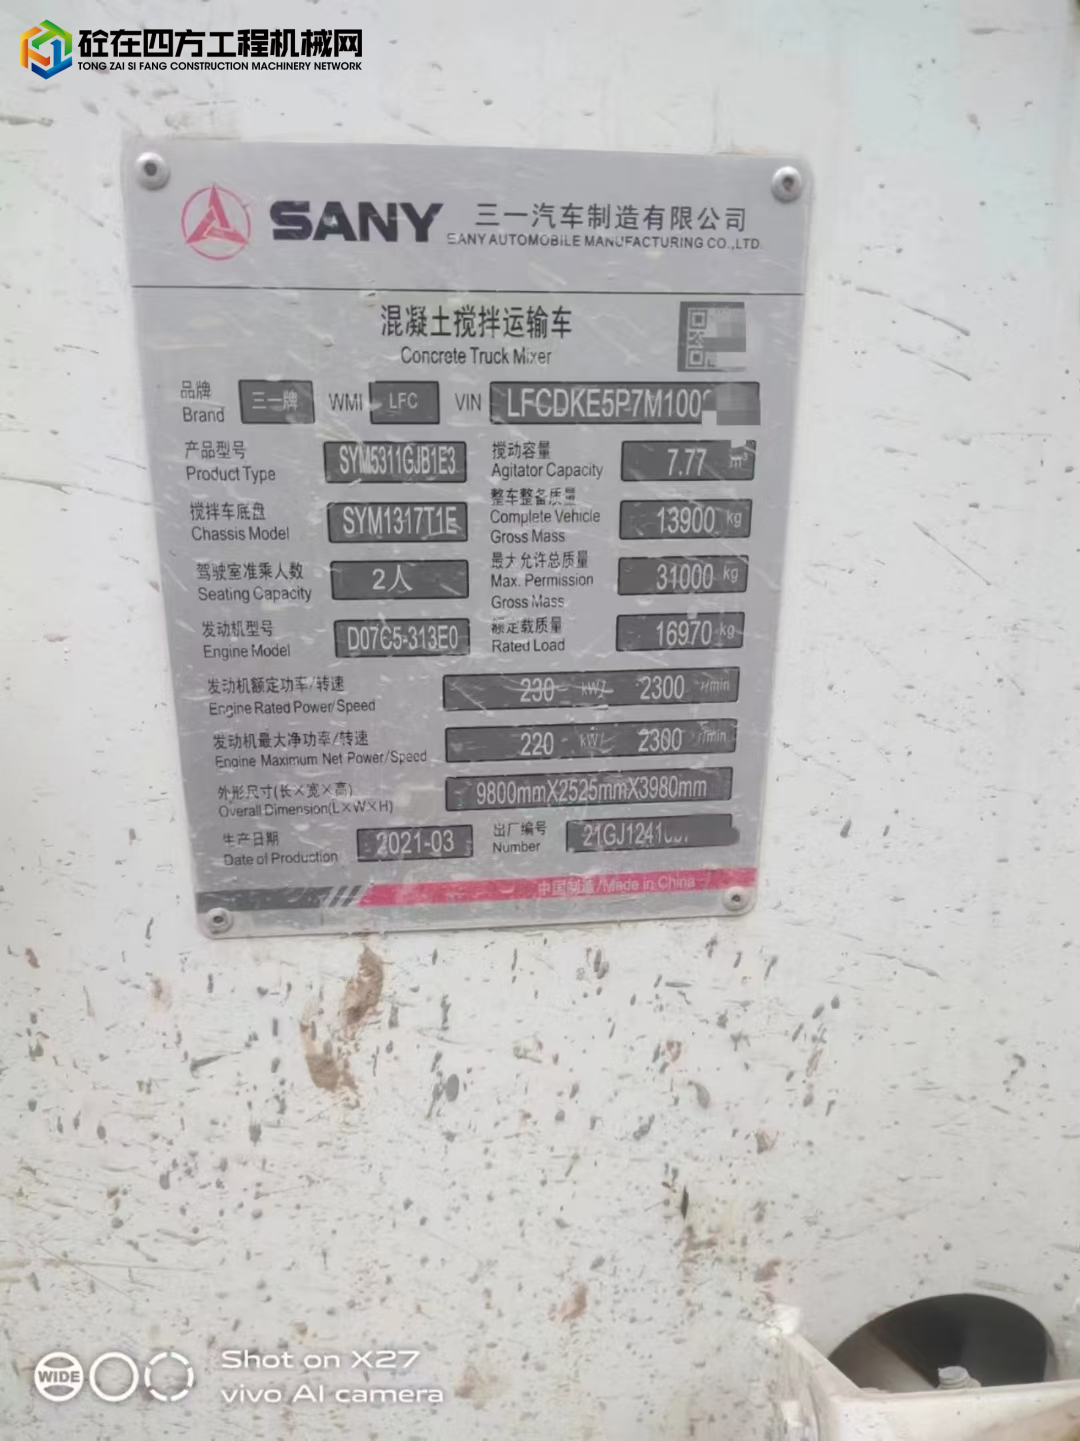 砼在四方工程机械网
TONG ZAI SI FANG CONSTRUCTION MACHINERY NETWORK
SANY 三一汽车制造有限公司
SANY AUTOMOBILE MANUFACTURING CO.,LTD.
混凝土搅拌运输车
Concrete Truck Mixer
品牌 Brand 三一牌 WMI LFC VIN LFCDKE5P7M100
产品型号 Product Type SYM5311GJB1E3
搅动容量 Agitator Capacity 7.77 m³
搅拌车底盘 Chassis Model SYM1317T1E
整车整备质量 Complete Vehicle Gross Mass 13900 kg
驾驶室准乘人数 Seating Capacity 2人
最大允许总质量 Max. Permission Gross Mass 31000 kg
发动机型号 Engine Model D07C5-313E0
额定载质量 Rated Load 16970 kg
发动机额定功率/转速 Engine Rated Power/Speed 230 kW/ 2300 r/min
发动机最大净功率/转速 Engine Maximum Net Power/Speed 220 kW/ 2300 r/min
外形尺寸(长×宽×高) Overall Dimension(L×W×H) 9800mmX2525mmX3980mm
生产日期 Date of Production 2021-03
出厂编号 Number 21GJ1241
中国制造/Made in China
WIDE
Shot on X27
vivo AI camera